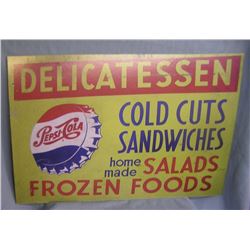 DELICATESSEN
PEPSI-COLA
COLD CUTS
SANDWICHES
home made SALADS
FROZEN FOODS